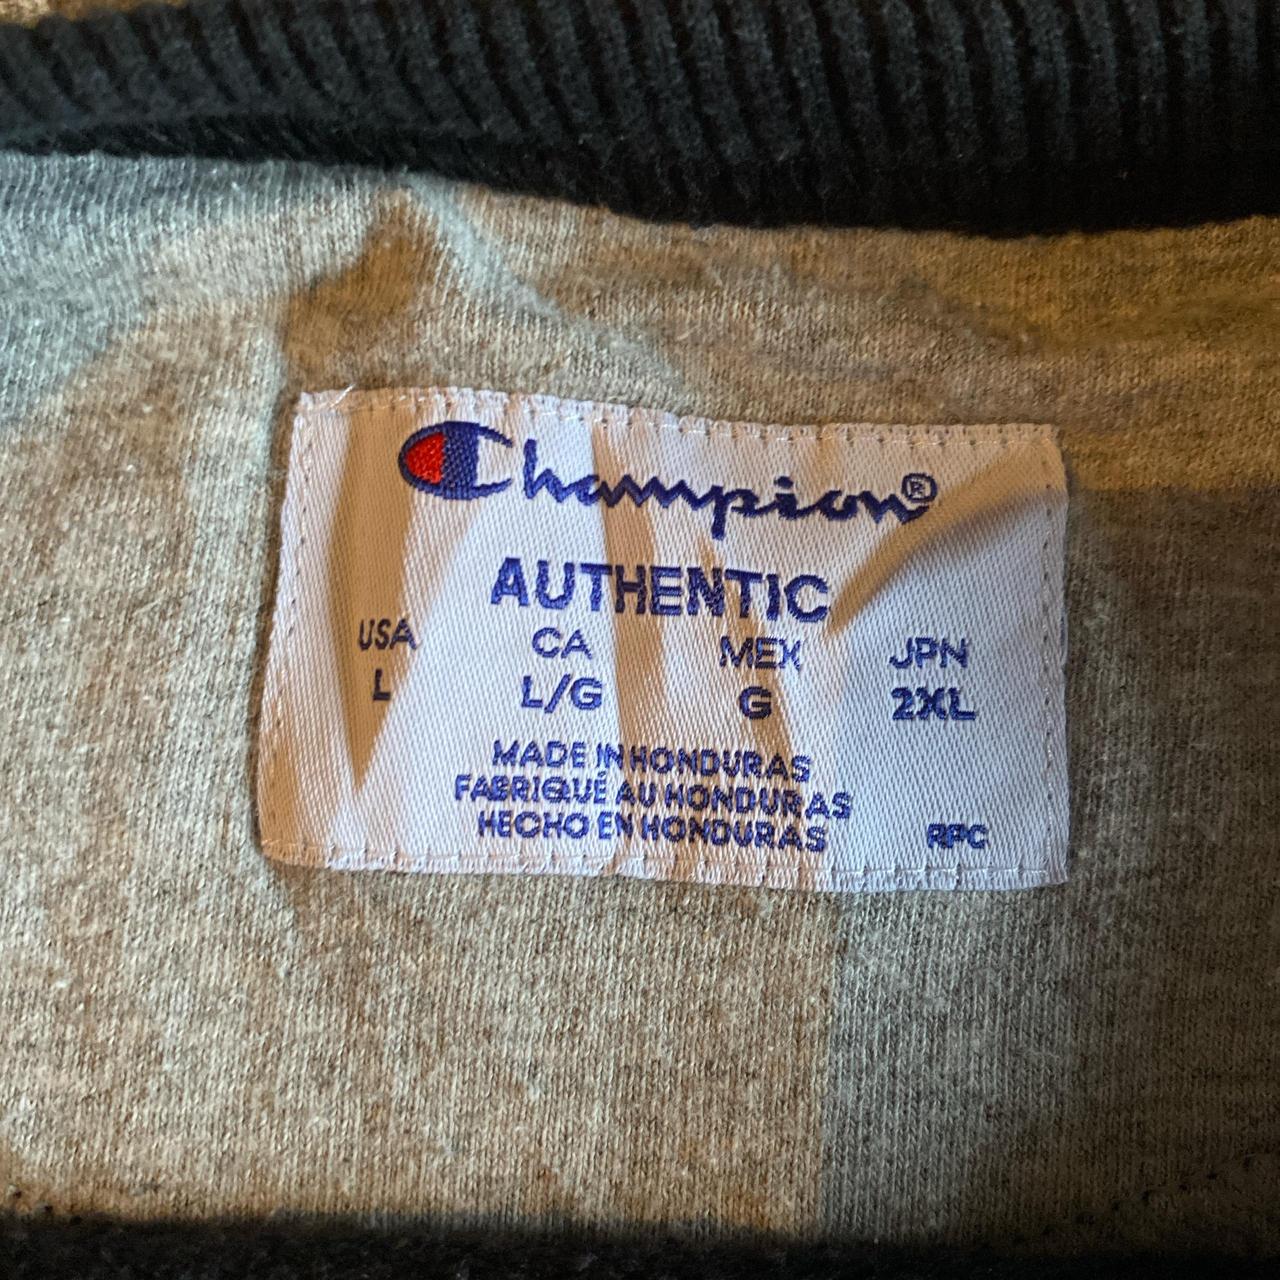 Champion®
AUTHENTIC
USA CA MEX JPN
L L/G G 2XL
MADE IN HONDURAS
FABRIQUÉ AU HONDURAS
HECHO EN HONDURAS RPC